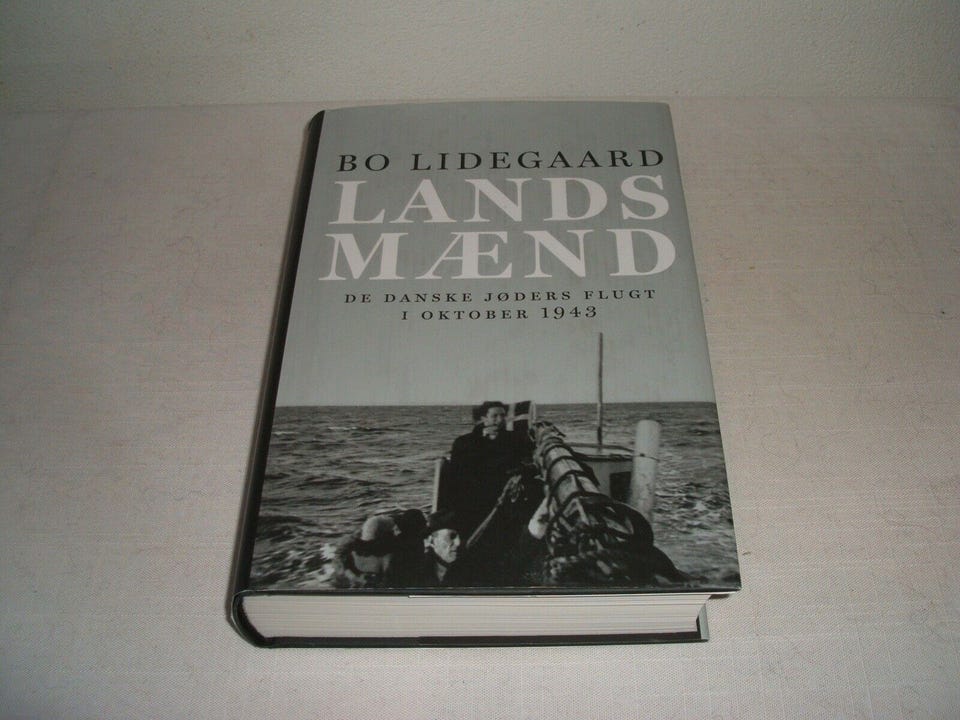 BO LIDEGAARD
LANDS
MÆND
DE DANSKE JØDERS FLUGT
I OKTOBER 1943